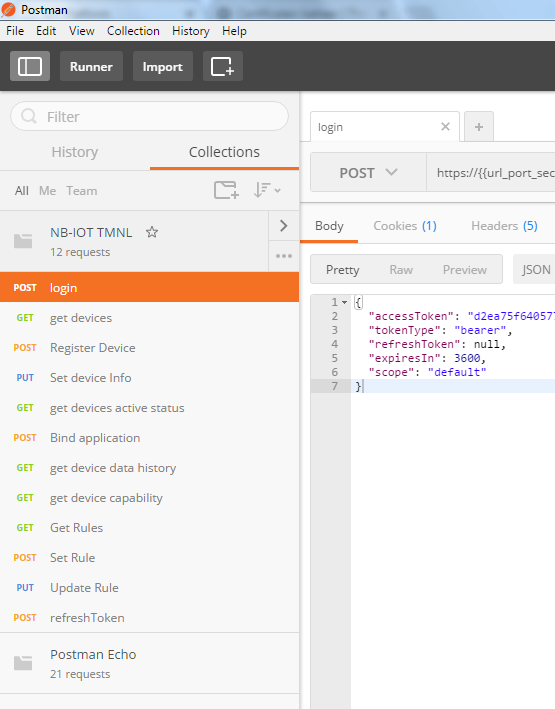 Postman
File Edit View Collection History Help
Runner Import
Filter
History Collections
All Me Team
NB-IOT TMNL
12 requests
POST login
GET get devices
POST Register Device
PUT Set device Info
GET get devices active status
POST Bind application
GET get device data history
GET get device capability
GET Get Rules
POST Set Rule
PUT Update Rule
POST refreshToken
Postman Echo
21 requests
login
POST https://{{url_port_sec
Body Cookies (1) Headers (5)
Pretty Raw Preview JSON
1 {
2 "accessToken": "d2ea75f64057
3 "tokenType": "bearer",
4 "refreshToken": null,
5 "expiresIn": 3600,
6 "scope": "default"
7 }